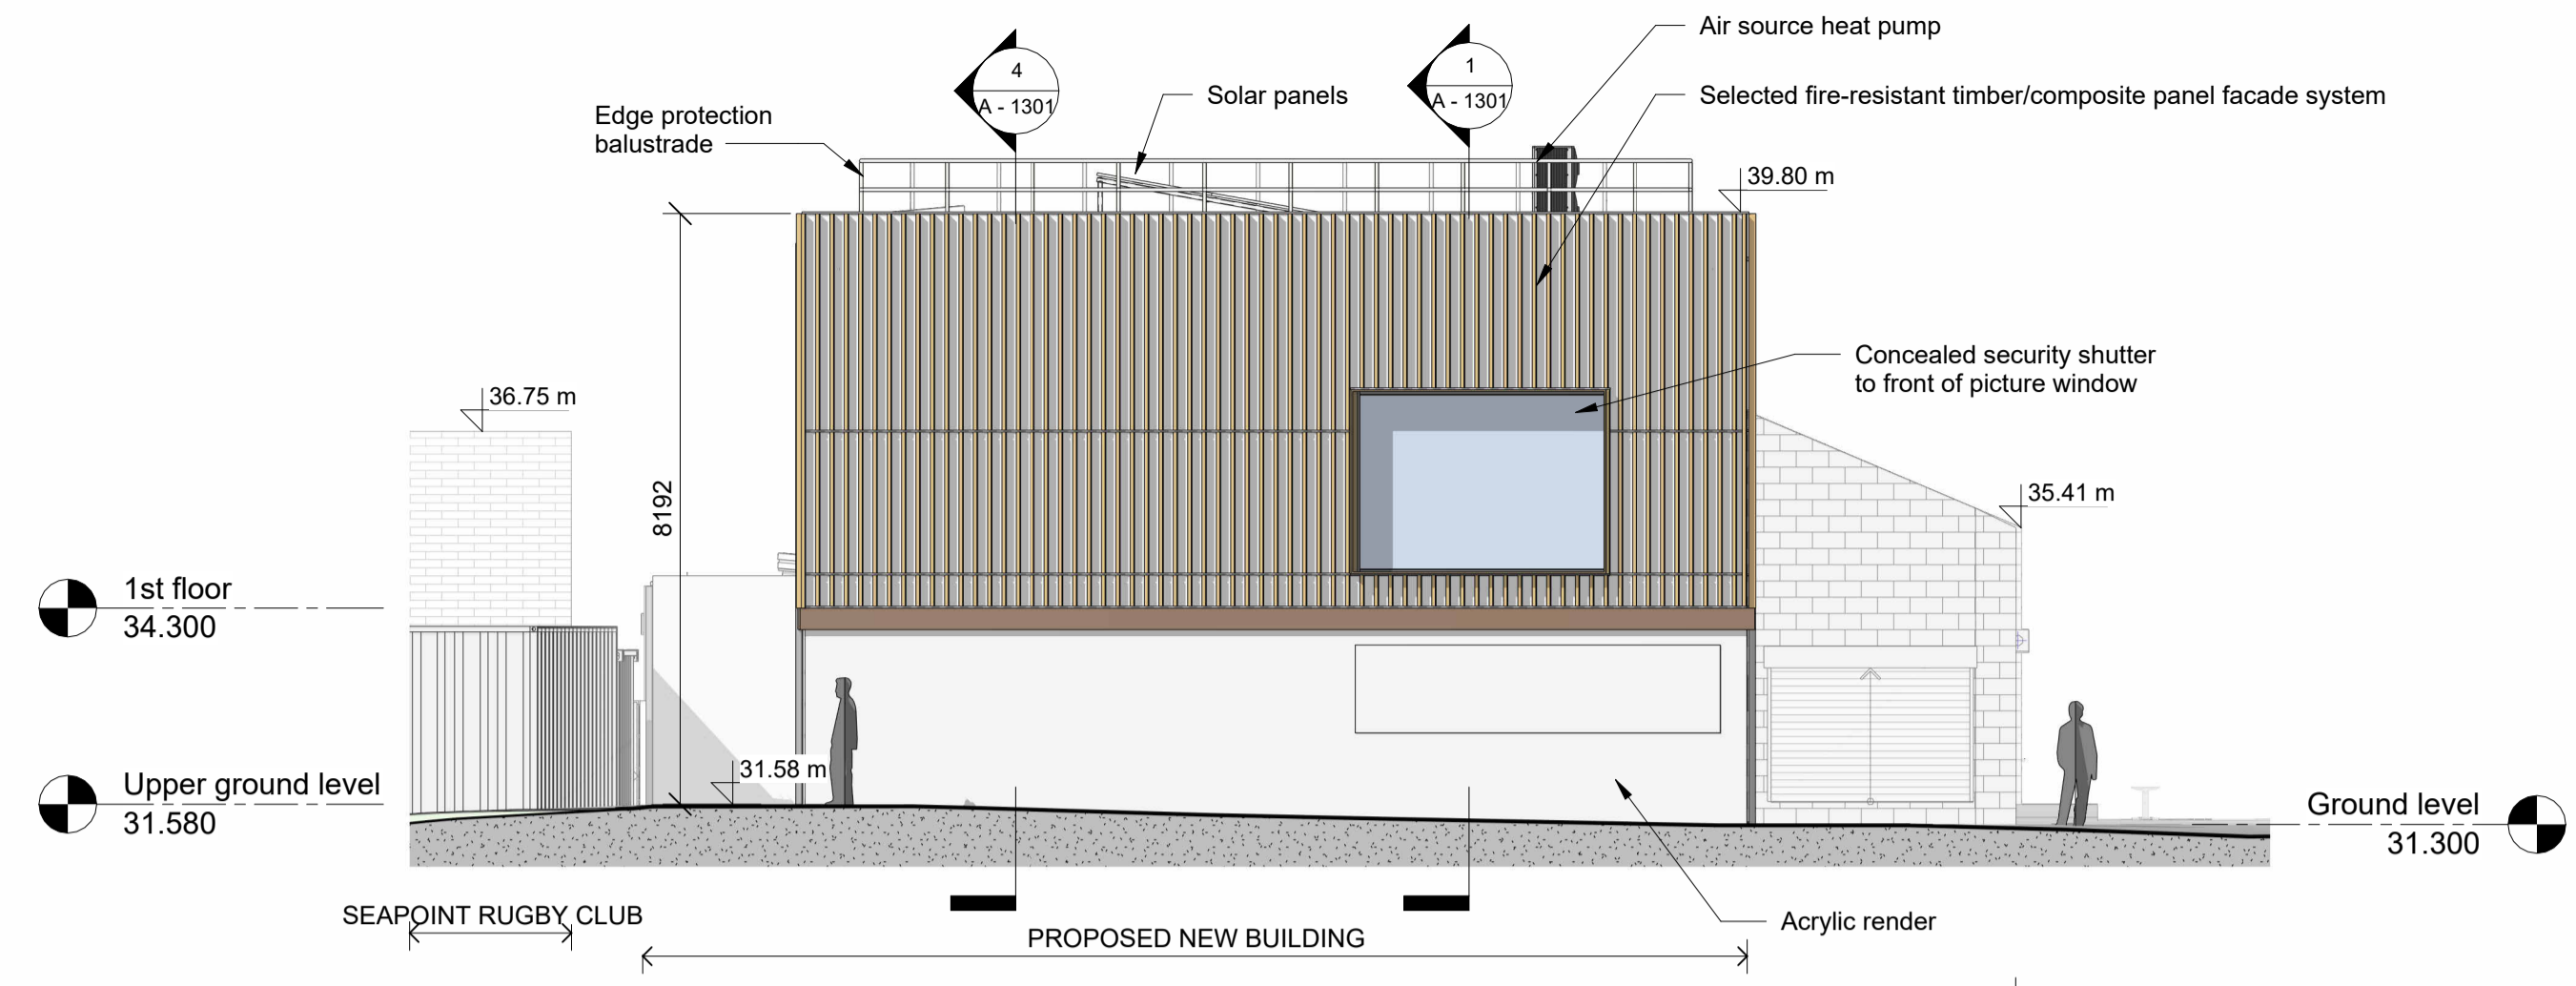 Air source heat pump
4
A - 1301
1
A - 1301
Solar panels
Selected fire-resistant timber/composite panel facade system
Edge protection
balustrade
39.80 m
Concealed security shutter
to front of picture window
36.75 m
8192
35.41 m
1st floor
34.300
31.58 m
Upper ground level
31.580
Ground level
31.300
SEAPOINT RUGBY CLUB
PROPOSED NEW BUILDING
Acrylic render